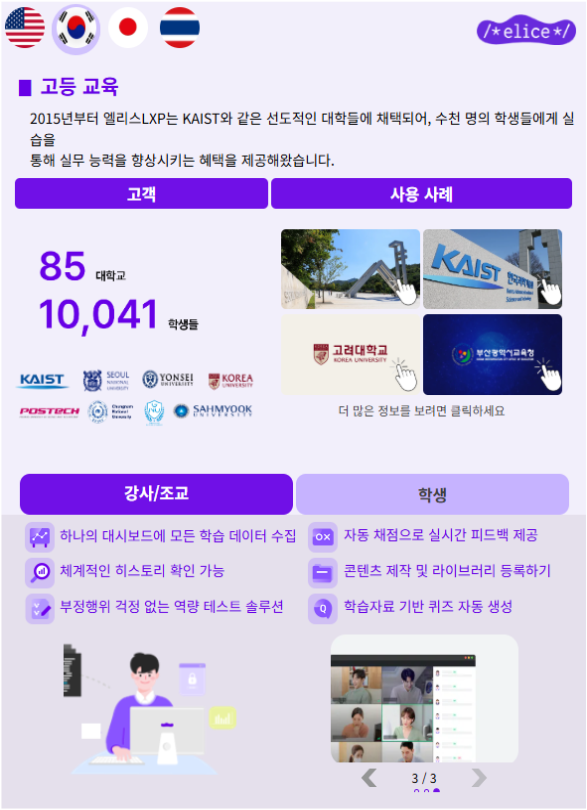 /*elice*/
고등 교육
2015년부터 엘리스LXP는 KAIST와 같은 선도적인 대학들에 채택되어, 수천 명의 학생들에게 실
습을
통해 실무 능력을 향상시키는 혜택을 제공해왔습니다.
고객
사용 사례
85 대학교
10,041 학생들
KAIST SEOUL NATIONAL UNIVERSITY YONSEI UNIVERSITY KOREA UNIVERSITY
POSTECH SAHMYOOK UNIVERSITY
KAIST
고려대학교
KOREA UNIVERSITY
부산광역시교육청
더 많은 정보를 보려면 클릭하세요
강사/조교
학생
하나의 대시보드에 모든 학습 데이터 수집
자동 채점으로 실시간 피드백 제공
체계적인 히스토리 확인 가능
콘텐츠 제작 및 라이브러리 등록하기
부정행위 걱정 없는 역량 테스트 솔루션
학습자료 기반 퀴즈 자동 생성
3 / 3